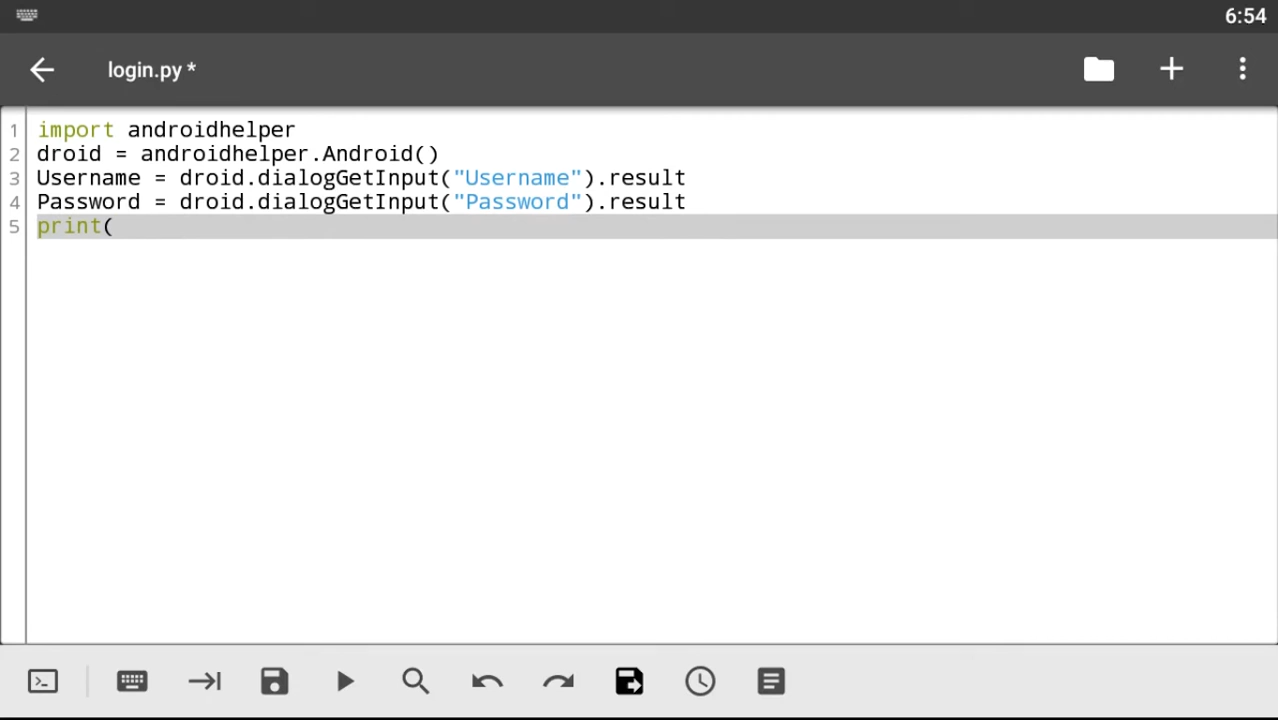 6:54
login.py *
1 import androidhelper
2 droid = androidhelper.Android()
3 Username = droid.dialogGetInput("Username").result
4 Password = droid.dialogGetInput("Password").result
5 print(